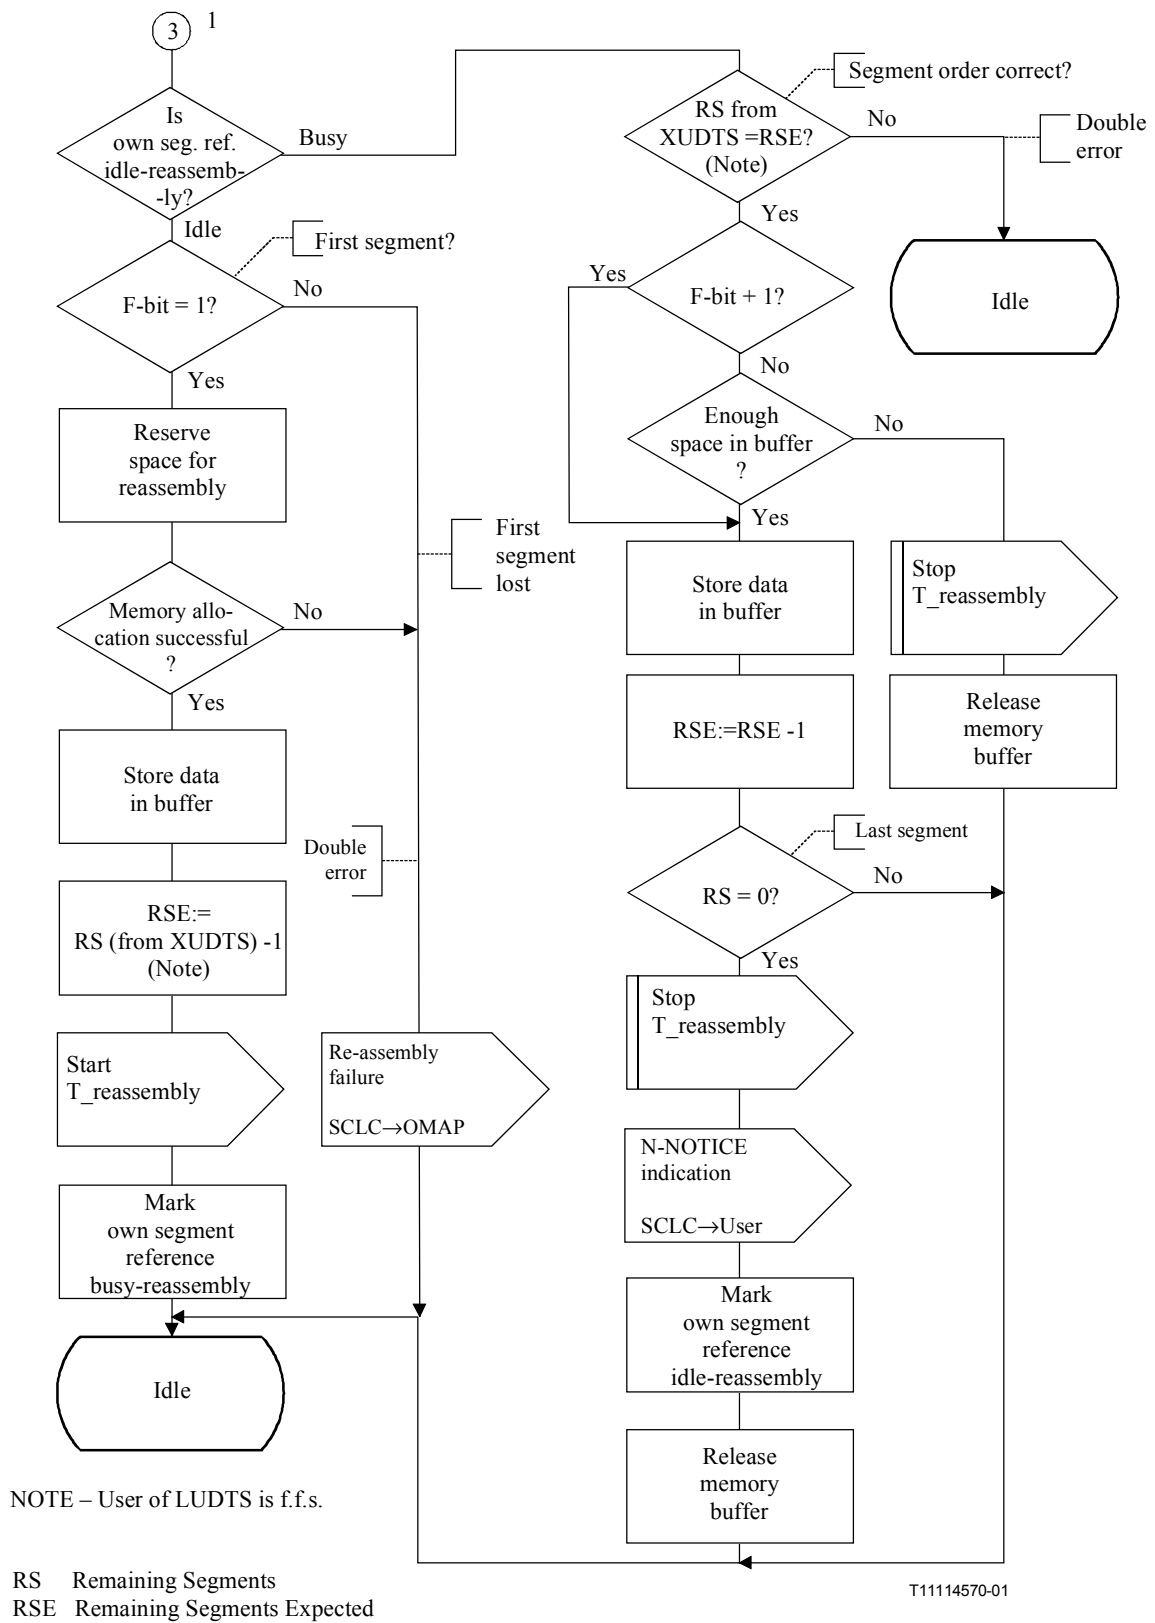 3
1
Is
own seg. ref.
idle-reassemb-
-ly?
Busy
Idle
First segment?
F-bit = 1?
No
Yes
Reserve
space for
reassembly
First
segment
lost
Memory allo-
cation successful
?
No
Yes
Store data
in buffer
Double
error
RSE:=
RS (from XUDTS) -1
(Note)
Start
T_reassembly
Re-assembly
failure
SCLC→OMAP
Mark
own segment
reference
busy-reassembly
Idle
Segment order correct?
RS from
XUDTS =RSE?
(Note)
No
Double
error
Yes
Idle
Yes
F-bit + 1?
No
Enough
space in buffer
?
No
Yes
Store data
in buffer
Stop
T_reassembly
RSE:=RSE -1
Release
memory
buffer
Last segment
RS = 0?
No
Yes
Stop
T_reassembly
N-NOTICE
indication
SCLC→User
Mark
own segment
reference
idle-reassembly
Release
memory
buffer
NOTE – User of LUDTS is f.f.s.
RS Remaining Segments
RSE Remaining Segments Expected
T11114570-01